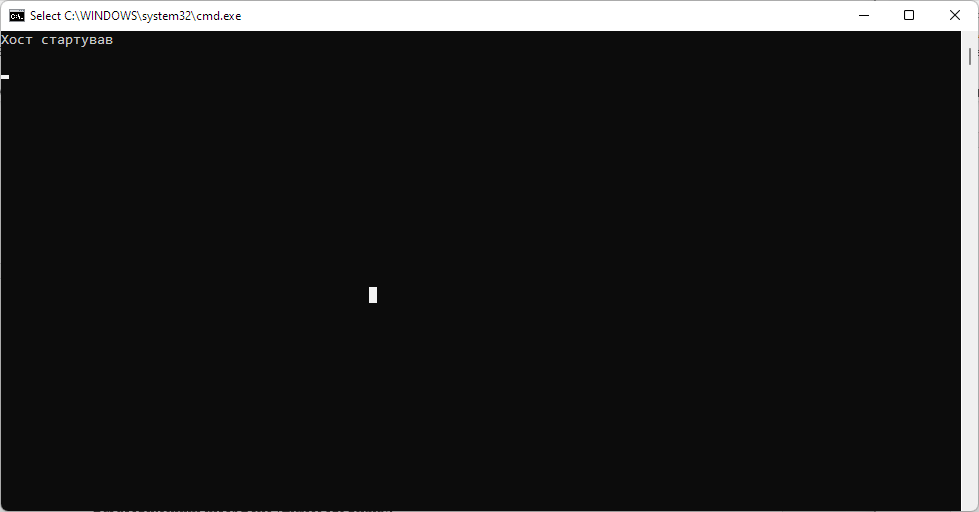 Select C:\WINDOWS\system32\cmd.exe
Хост стартував